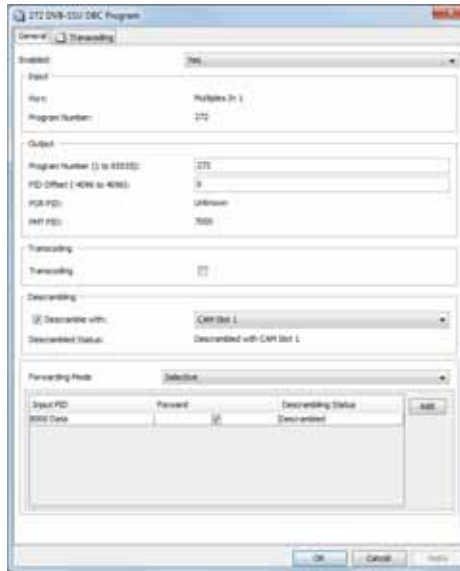 272 DVB-SSU OBC Program
General Transcoding
Enabled: Yes
Input
Port: Multiplex In 1
Program Number: 272
Output
Program Number (1 to 65535): 272
PID Offset (-4096 to 4096): 0
PCR PID: Unknown
PMT PID: 7000
Transcoding
Transcoding
Descrambling
Descramble with: CAM Slot 1
Descrambled Status: Descrambled with CAM Slot 1
Forwarding Mode Selective
Input PID Forward Descrambling Status
Data Descrambled
Add
OK Cancel Apply